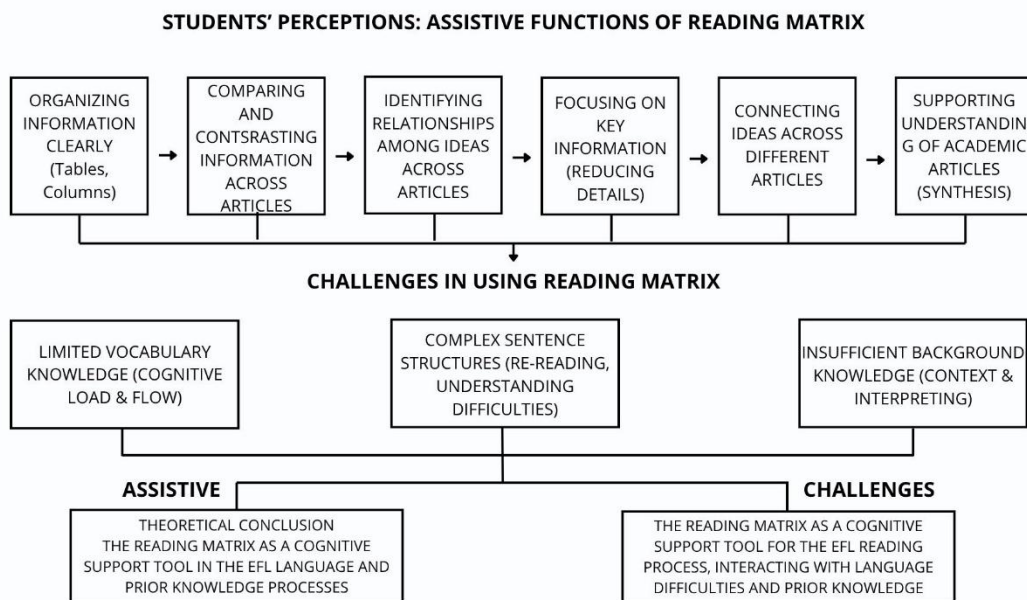 STUDENTS' PERCEPTIONS: ASSISTIVE FUNCTIONS OF READING MATRIX
ORGANIZING
INFORMATION
CLEARLY
(Tables,
Columns)
COMPARING
AND
CONTSRASTING
INFORMATION
ACROSS
ARTICLES
IDENTIFYING
RELATIONSHIPS
AMONG IDEAS
ACROSS
ARTICLES
FOCUSING ON
KEY
INFORMATION
(REDUCING
DETAILS)
CONNECTING
IDEAS ACROSS
DIFFERENT
ARTICLES
SUPPORTING
UNDERSTANDIN
G OF ACADEMIC
ARTICLES
(SYNTHESIS)
CHALLENGES IN USING READING MATRIX
LIMITED VOCABULARY
KNOWLEDGE (COGNITIVE
LOAD & FLOW)
COMPLEX SENTENCE
STRUCTURES (RE-READING,
UNDERSTANDING
DIFFICULTIES)
INSUFFICIENT BACKGROUND
KNOWLEDGE (CONTEXT &
INTERPRETING)
ASSISTIVE
THEORETICAL CONCLUSION
THE READING MATRIX AS A COGNITIVE
SUPPORT TOOL IN THE EFL LANGUAGE AND
PRIOR KNOWLEDGE PROCESSES
CHALLENGES
THE READING MATRIX AS A COGNITIVE
SUPPORT TOOL FOR THE EFL READING
PROCESS, INTERACTING WITH LANGUAGE
DIFFICULTIES AND PRIOR KNOWLEDGE